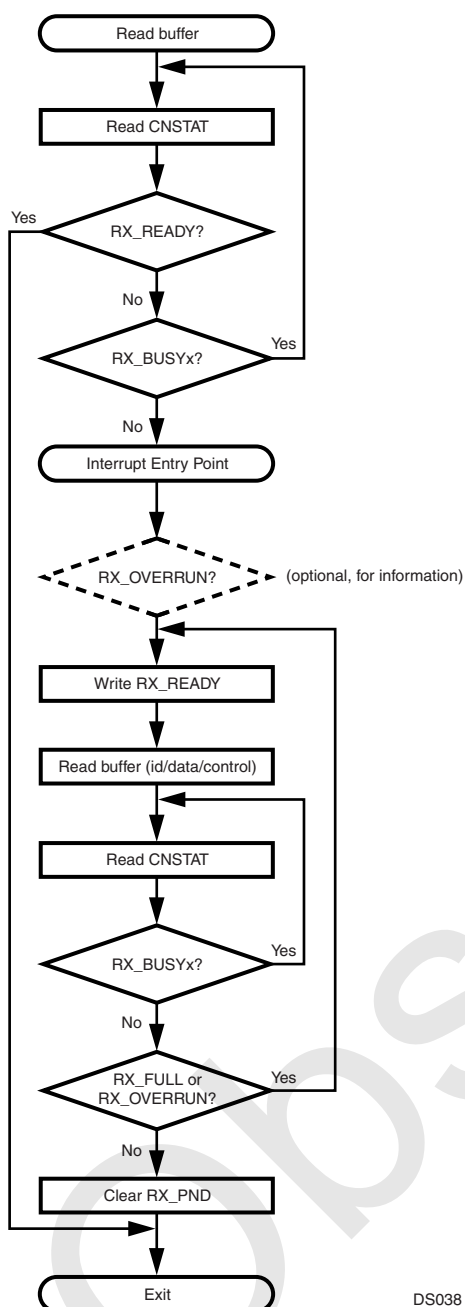 Read buffer
Read CNSTAT
Yes
RX_READY?
No
RX_BUSYx?
Yes
No
Interrupt Entry Point
RX_OVERRUN?
(optional, for information)
Write RX_READY
Read buffer (id/data/control)
Read CNSTAT
RX_BUSYx?
Yes
No
RX_FULL or
RX_OVERRUN?
Yes
No
Clear RX_PND
Exit
DS038
Obs